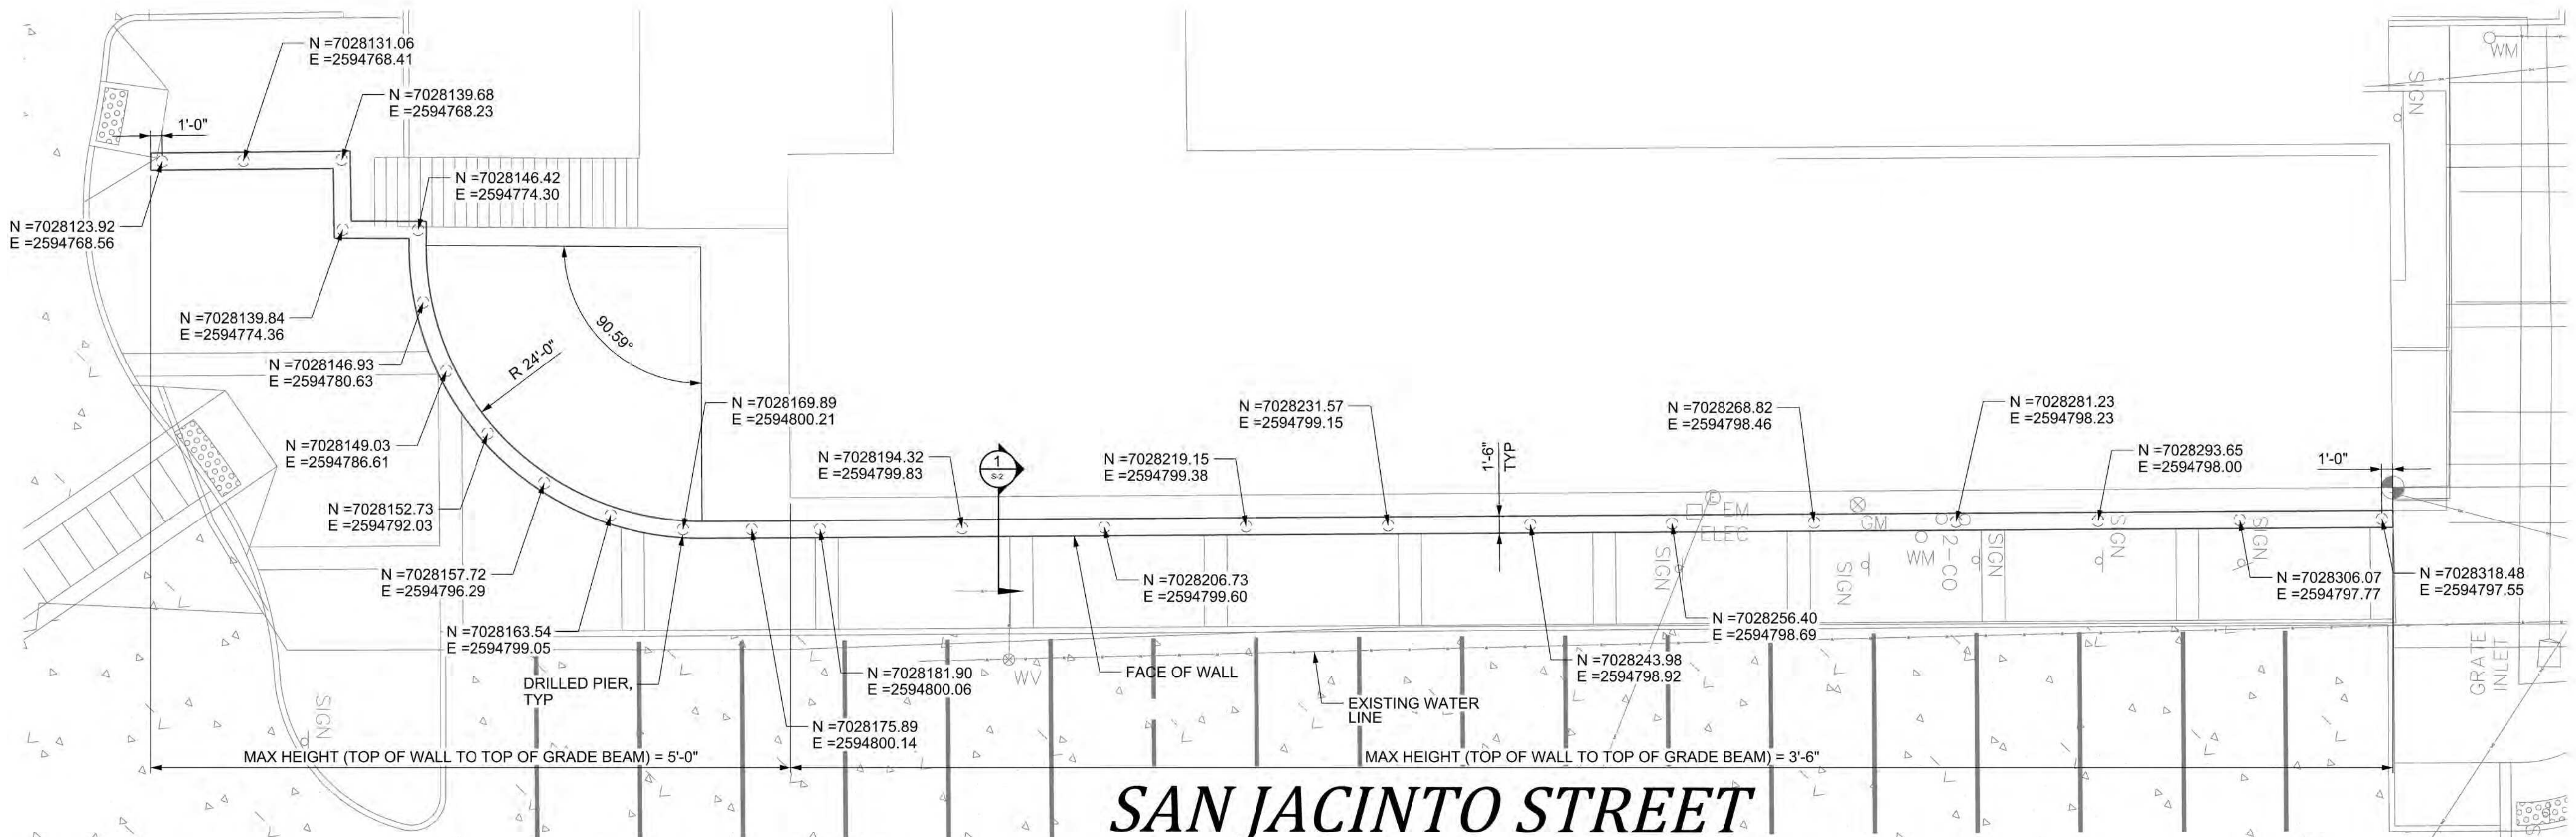 N =7028131.06
E =2594768.41
N =7028139.68
E =2594768.23
1'-0"
N =7028146.42
E =2594774.30
N =7028123.92
E =2594768.56
N =7028139.84
E =2594774.36
90.59°
R 24'-0"
N =7028146.93
E =2594780.63
N =7028149.03
E =2594786.61
N =7028152.73
E =2594792.03
N =7028157.72
E =2594796.29
N =7028163.54
E =2594799.05
DRILLED PIER,
TYP
N =7028169.89
E =2594800.21
N =7028175.89
E =2594800.14
N =7028181.90
E =2594800.06
N =7028194.32
E =2594799.83
1
S-2
N =7028206.73
E =2594799.60
N =7028219.15
E =2594799.38
N =7028231.57
E =2594799.15
1'-6"
TYP
N =7028243.98
E =2594798.92
N =7028256.40
E =2594798.69
N =7028268.82
E =2594798.46
N =7028281.23
E =2594798.23
N =7028293.65
E =2594798.00
N =7028306.07
E =2594797.77
N =7028318.48
E =2594797.55
1'-0"
FACE OF WALL
EXISTING WATER
LINE
WV
E
EM
ELEC
GM
WM
2-CO
SIGN
SIGN
SIGN
SIGN
SIGN
SIGN
SIGN
WM
GRATE
INLET
MAX HEIGHT (TOP OF WALL TO TOP OF GRADE BEAM) = 5'-0"
MAX HEIGHT (TOP OF WALL TO TOP OF GRADE BEAM) = 3'-6"
SAN JACINTO STREET